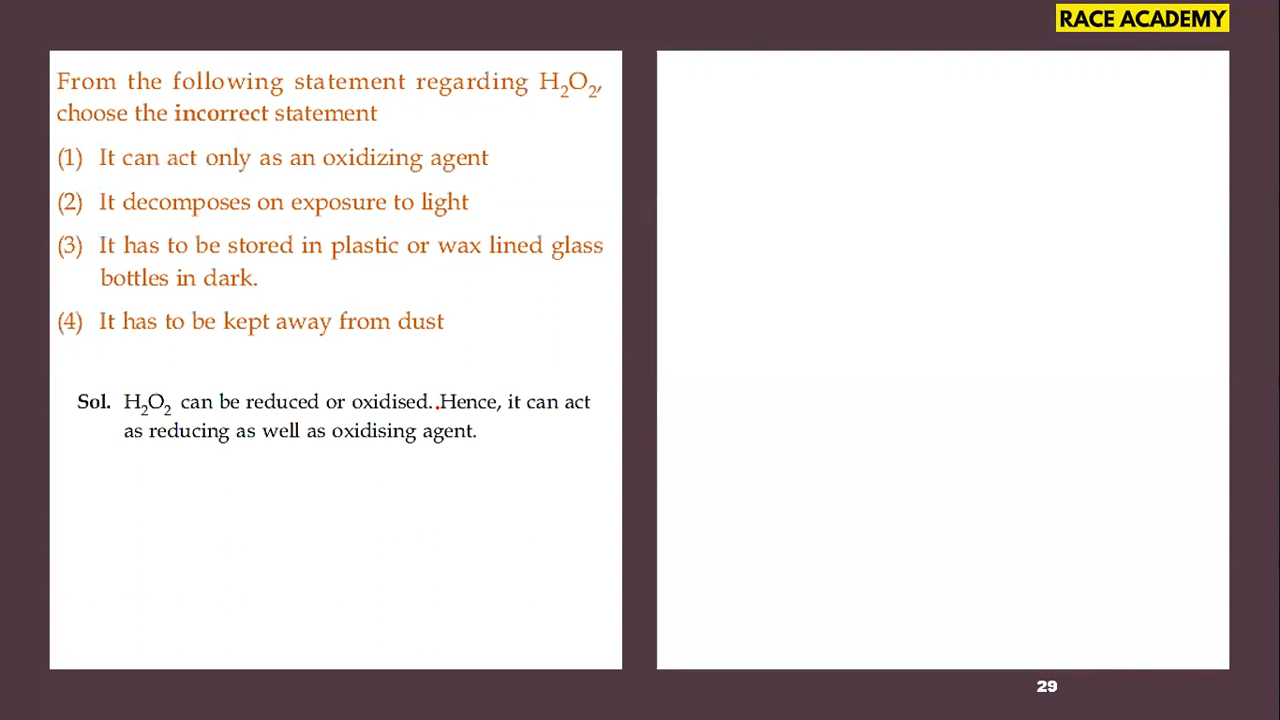 RACE ACADEMY
From the following statement regarding H₂O₂,
choose the incorrect statement
(1) It can act only as an oxidizing agent
(2) It decomposes on exposure to light
(3) It has to be stored in plastic or wax lined glass
bottles in dark.
(4) It has to be kept away from dust
Sol. H₂O₂ can be reduced or oxidised..Hence, it can act
as reducing as well as oxidising agent.
29